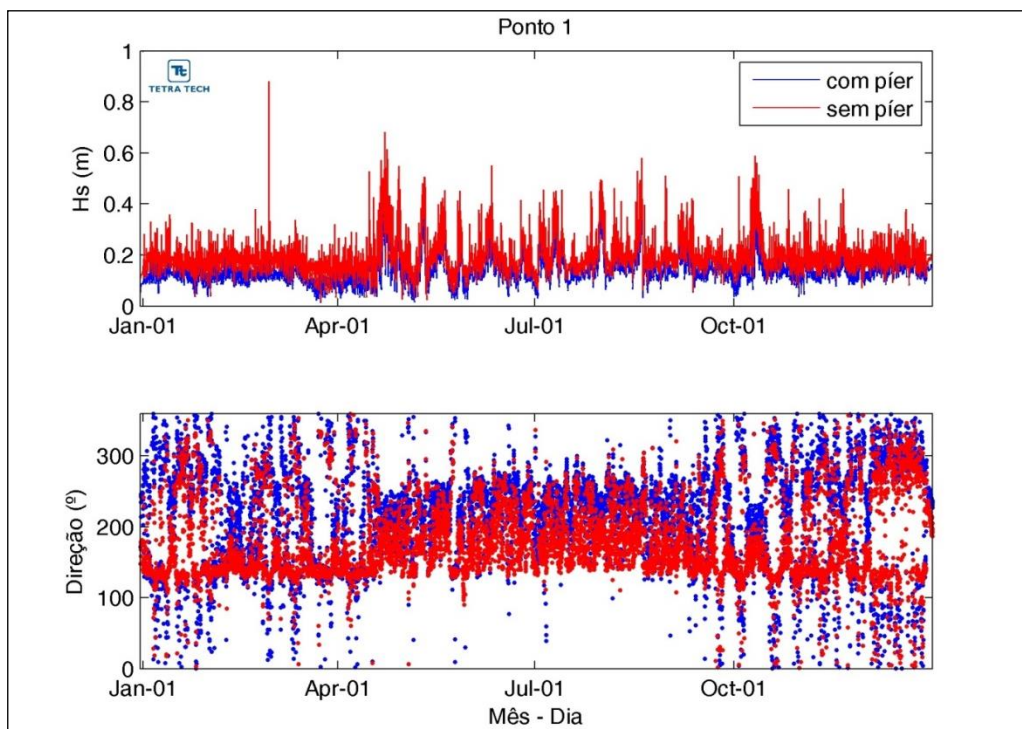 Ponto 1
1
0.8
0.6
0.4
0.2
0
Hs (m)
Tt
TETRA TECH
com píer
sem píer
Jan-01 Apr-01 Jul-01 Oct-01
300
200
100
0
Direção (º)
Jan-01 Apr-01 Jul-01 Oct-01
Mês - Dia